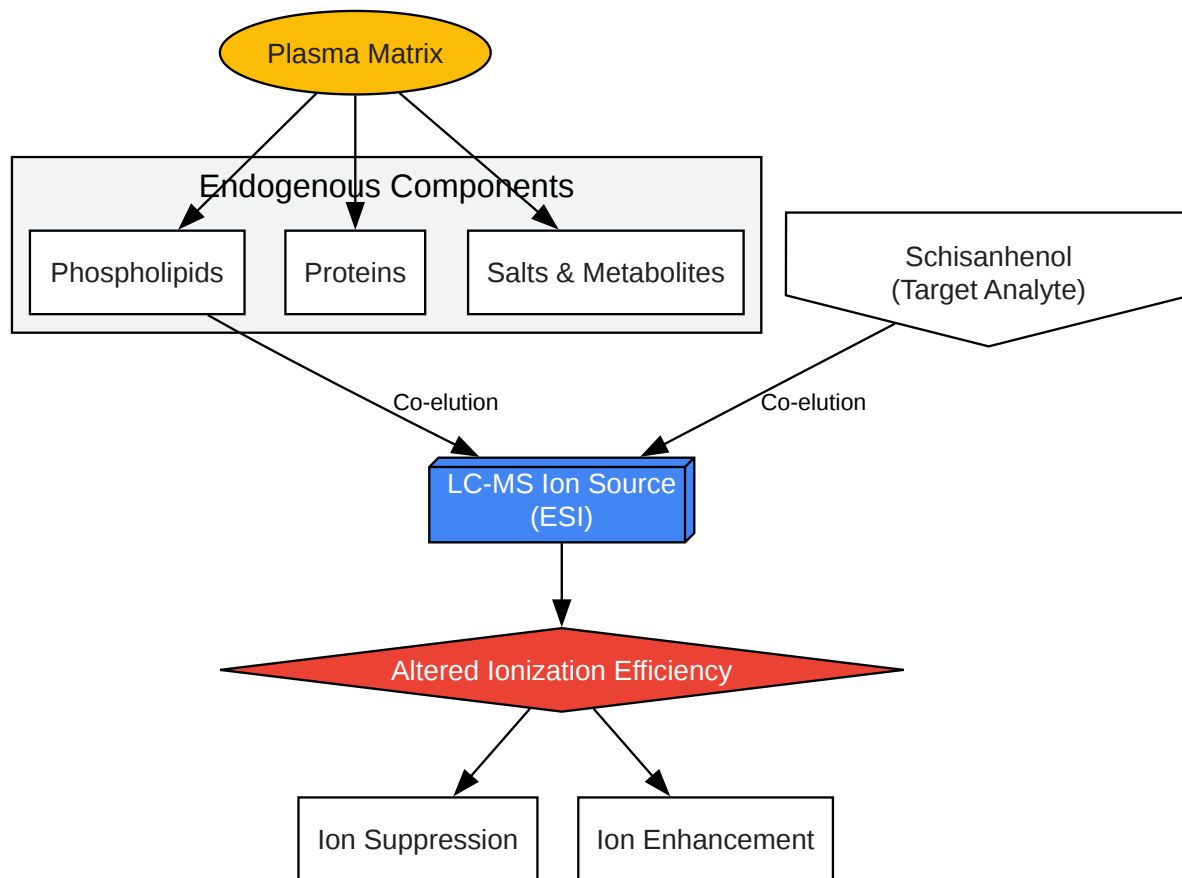 Plasma Matrix
Endogenous Components
Phospholipids
Proteins
Salts & Metabolites
Schisanhenol
(Target Analyte)
Co-elution
Co-elution
LC-MS Ion Source
(ESI)
Altered Ionization Efficiency
Ion Suppression
Ion Enhancement